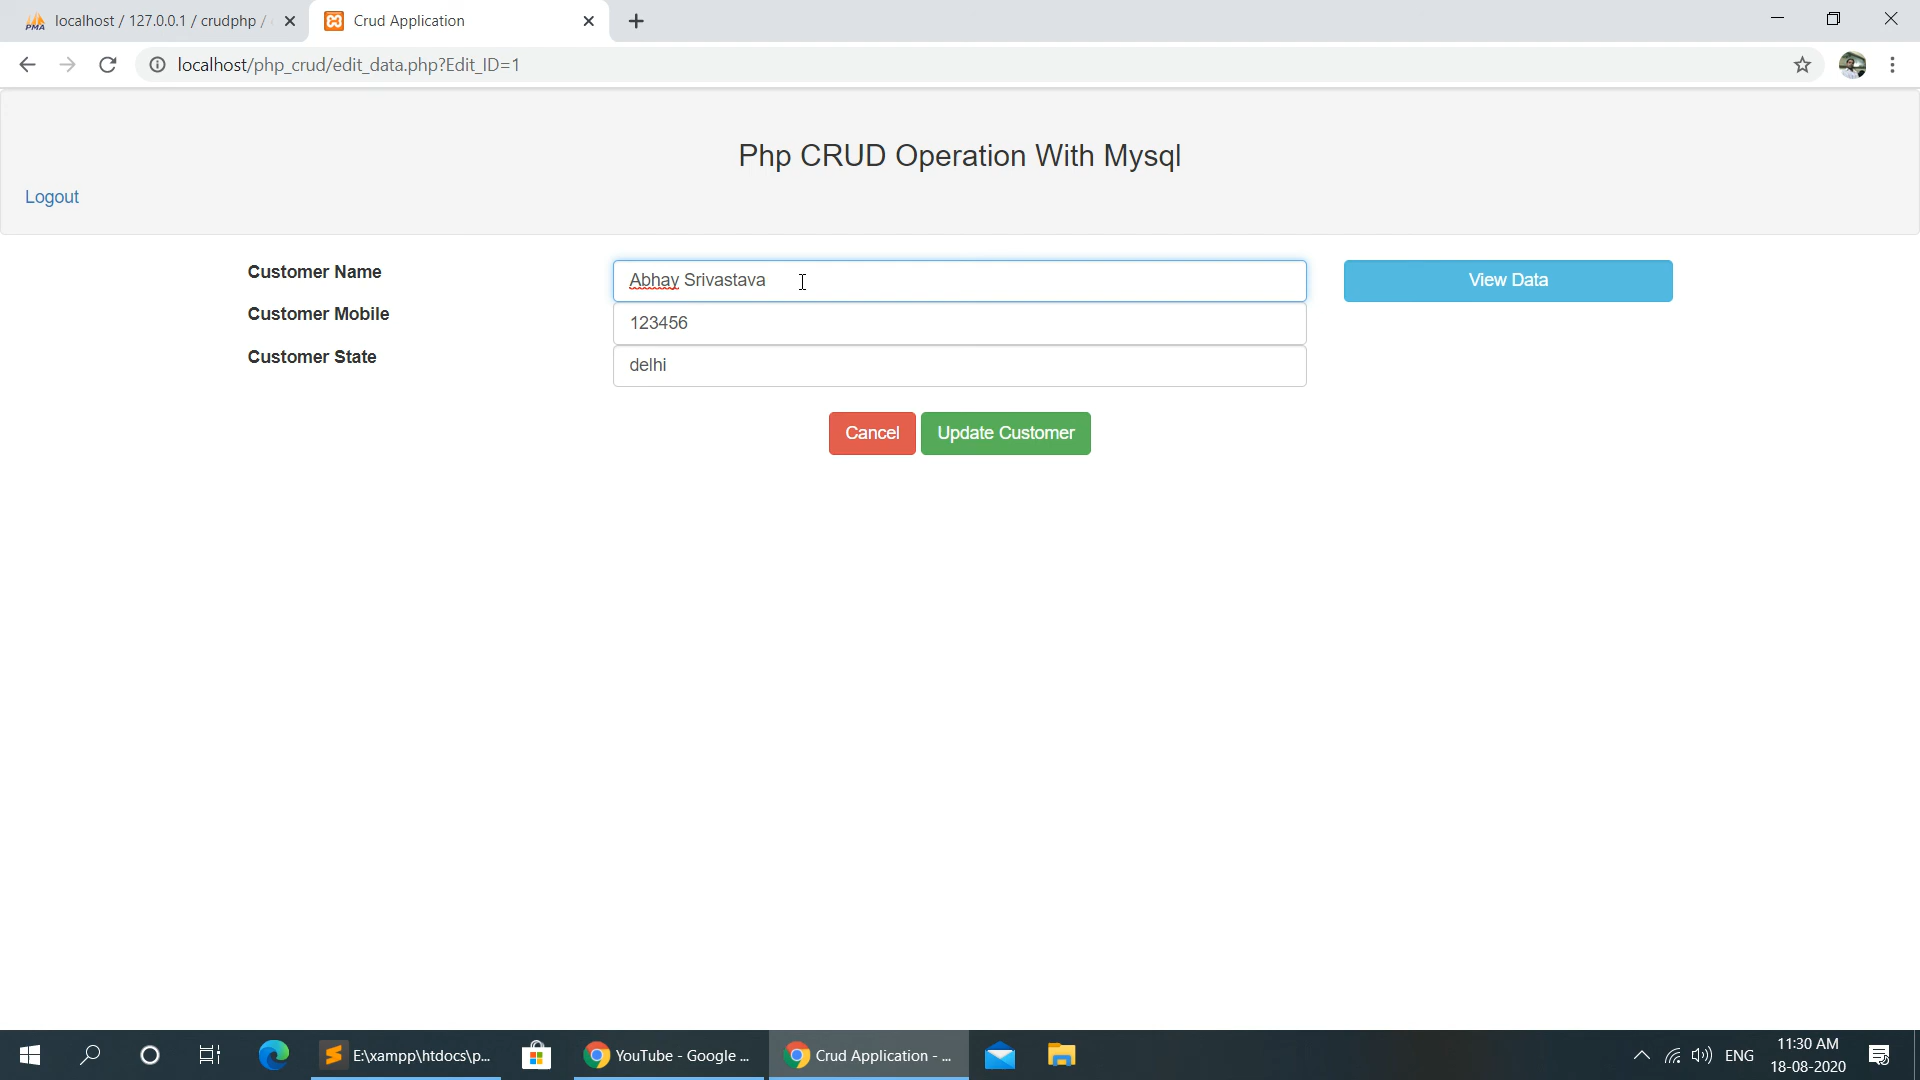 localhost / 127.0.0.1 / crudphp /
Crud Application
localhost/php_crud/edit_data.php?Edit_ID=1
Php CRUD Operation With Mysql
Logout
Customer Name
Abhay Srivastava
View Data
Customer Mobile
123456
Customer State
delhi
Cancel
Update Customer
E:\xampp\htdocs\p...
YouTube - Google ...
Crud Application - ...
ENG
11:30 AM
18-08-2020